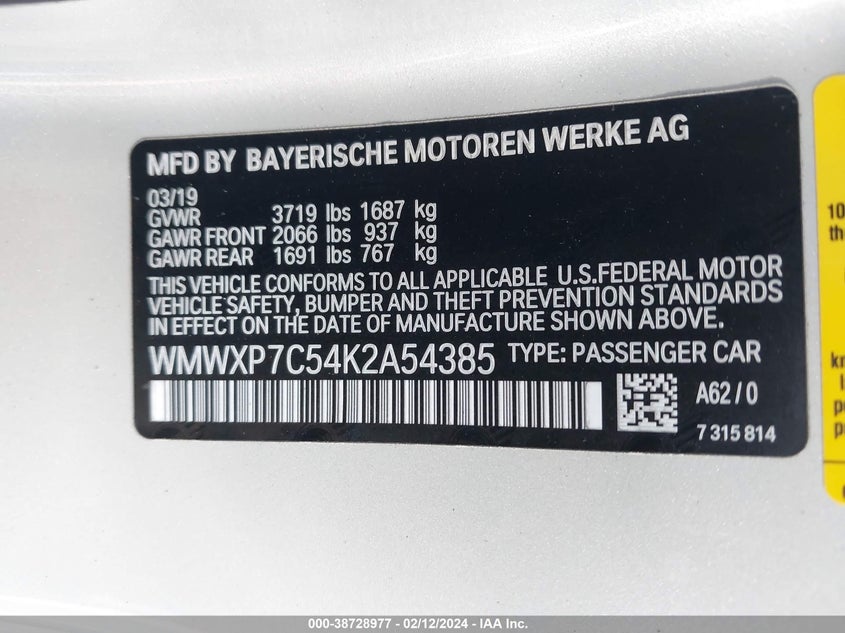 MFD BY BAYERISCHE MOTOREN WERKE AG
03/19
GVWR 3719 lbs 1687 kg
GAWR FRONT 2066 lbs 937 kg
GAWR REAR 1691 lbs 767 kg
THIS VEHICLE CONFORMS TO ALL APPLICABLE U.S.FEDERAL MOTOR
VEHICLE SAFETY, BUMPER AND THEFT PREVENTION STANDARDS
IN EFFECT ON THE DATE OF MANUFACTURE SHOWN ABOVE.
WMWXP7C54K2A54385 TYPE: PASSENGER CAR
A62/0
7 315 814
10
th
000-38728977 - 02/12/2024 - IAA Inc.